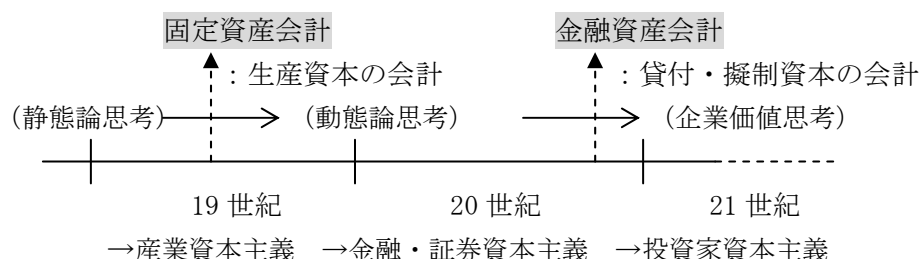 固定資産会計 金融資産会計
:生産資本の会計 :貸付・擬制資本の会計
(静態論思考) (動態論思考) (企業価値思考)
19 世紀 20 世紀 21 世紀
→産業資本主義 →金融・証券資本主義 →投資家資本主義